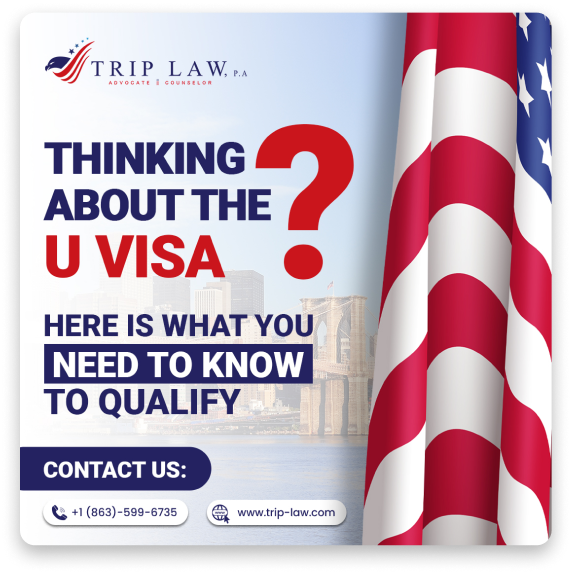 TRIP LAW, P.A
ADVOCATE COUNSELOR
THINKING
ABOUT THE
U VISA
?
HERE IS WHAT YOU
NEED TO KNOW
TO QUALIFY
CONTACT US:
+1 (863)-599-6735
www.trip-law.com